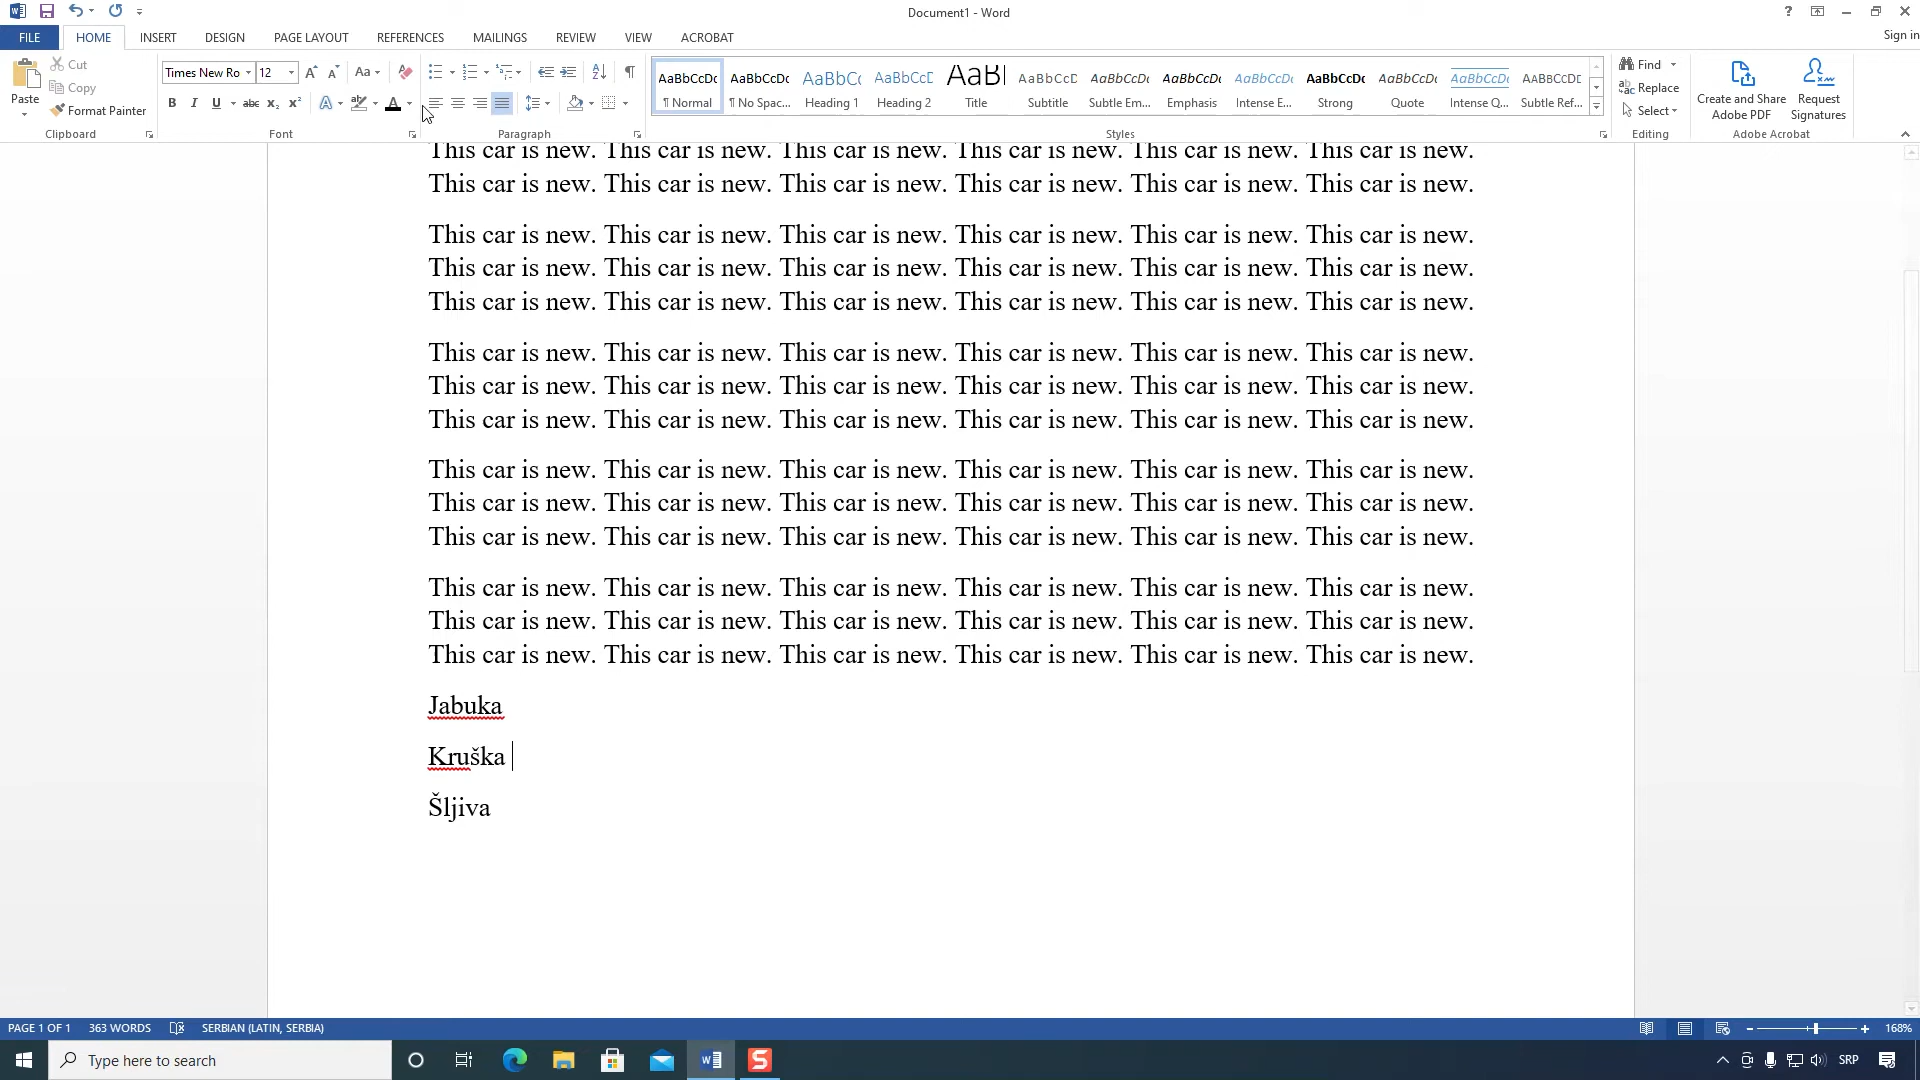 Document1 - Word
Sign in
FILE HOME INSERT DESIGN PAGE LAYOUT REFERENCES MAILINGS REVIEW VIEW ACROBAT
Paste
Cut
Copy
Format Painter
Clipboard
Times New Ro 12
Font
Paragraph
AaBbCcDc AaBbCcDc AaBbCc AaBbCcD AaBl AaBbCcD AaBbCcDc AaBbCcDc AaBbCcDc AaBbCcDc AaBbCcDc AaBbCcDc AABBCCDE
¶ Normal ¶ No Spac... Heading 1 Heading 2 Title Subtitle Subtle Em... Emphasis Intense E... Strong Quote Intense Q... Subtle Ref...
Styles
Find
Replace
Select
Editing
Create and Share
Adobe PDF
Request
Signatures
Adobe Acrobat
This car is new. This car is new. This car is new. This car is new. This car is new. This car is new.
This car is new. This car is new. This car is new. This car is new. This car is new. This car is new.
This car is new. This car is new. This car is new. This car is new. This car is new. This car is new.
This car is new. This car is new. This car is new. This car is new. This car is new. This car is new.
This car is new. This car is new. This car is new. This car is new. This car is new. This car is new.
This car is new. This car is new. This car is new. This car is new. This car is new. This car is new.
This car is new. This car is new. This car is new. This car is new. This car is new. This car is new.
This car is new. This car is new. This car is new. This car is new. This car is new. This car is new.
This car is new. This car is new. This car is new. This car is new. This car is new. This car is new.
This car is new. This car is new. This car is new. This car is new. This car is new. This car is new.
This car is new. This car is new. This car is new. This car is new. This car is new. This car is new.
This car is new. This car is new. This car is new. This car is new. This car is new. This car is new.
This car is new. This car is new. This car is new. This car is new. This car is new. This car is new.
This car is new. This car is new. This car is new. This car is new. This car is new. This car is new.
Jabuka
Kruška
Šljiva
PAGE 1 OF 1 363 WORDS SERBIAN (LATIN, SERBIA)
168%
Type here to search
SRP